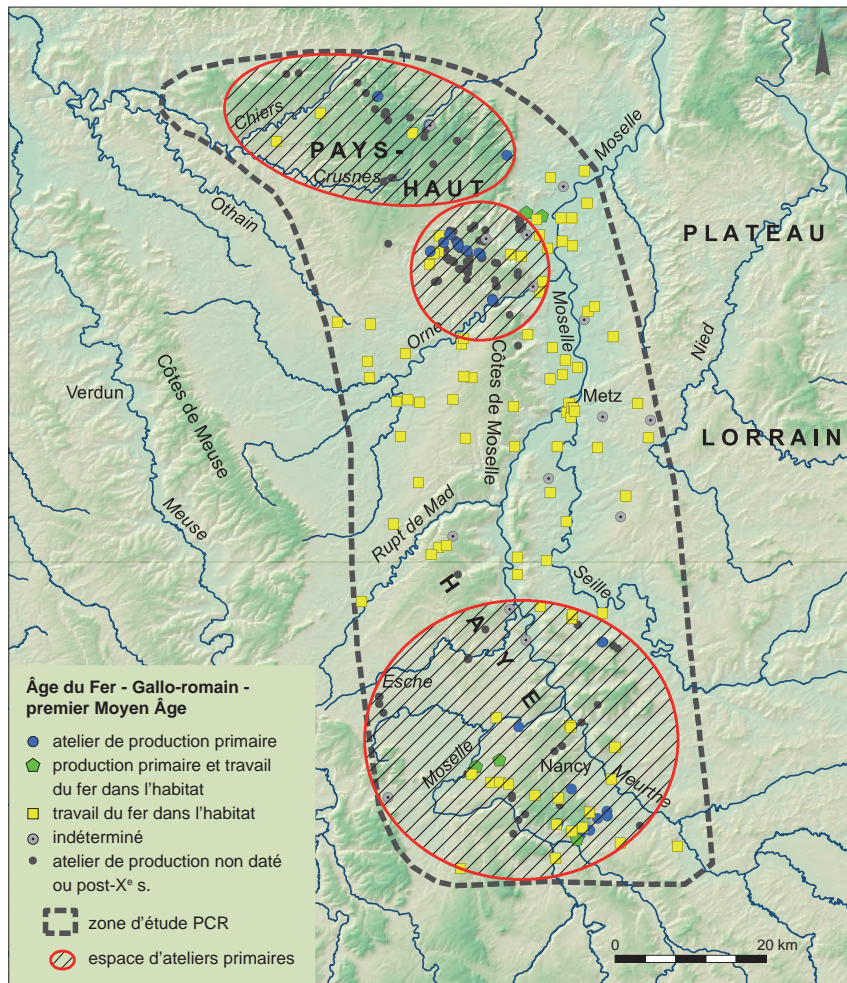 Chiers
PAYS-
Crusnes
HAUT
Moselle
Othain
PLATEAU
Orne
Moselle
Nied
Côtes de Meuse
Verdun
Côtes de Moselle
Metz
LORRAIN
Meuse
Rupt de Mad
HAYE
Seille
Esche
Moselle
Nancy
Meurthe
Âge du Fer - Gallo-romain -
premier Moyen Âge
atelier de production primaire
production primaire et travail
du fer dans l'habitat
travail du fer dans l'habitat
indéterminé
atelier de production non daté
ou post-Xe s.
zone d'étude PCR
espace d'ateliers primaires
0 20 km